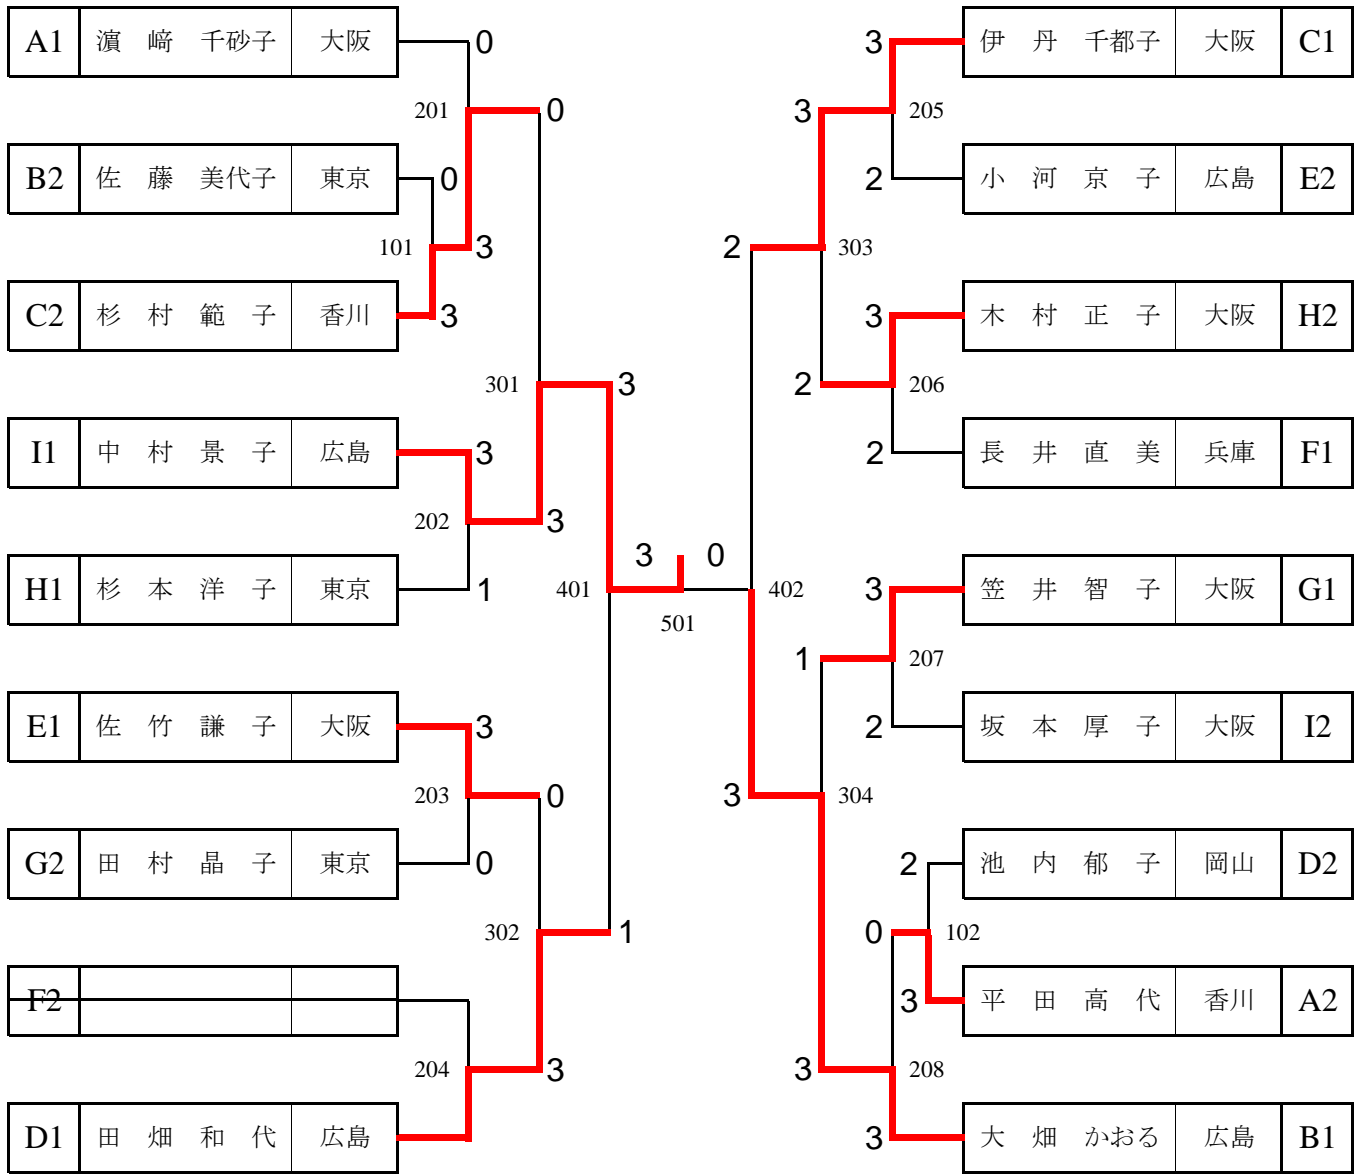 A1 濵 﨑 千砂子 大阪
0
201
0
B2 佐 藤 美代子 東京
0
101
3
C2 杉 村 範 子 香川
3
301
3
I1 中 村 景 子 広島
3
202
3
H1 杉 本 洋 子 東京
1
401
3 0
501
402
E1 佐 竹 謙 子 大阪
3
203
0
G2 田 村 晶 子 東京
0
302
1
F2
204
3
D1 田 畑 和 代 広島
3
伊 丹 千都子 大阪 C1
3
205
2
小 河 京 子 広島 E2
2
303
3
木 村 正 子 大阪 H2
2
206
2
長 井 直 美 兵庫 F1
3
笠 井 智 子 大阪 G1
1
207
2
坂 本 厚 子 大阪 I2
3
304
2
池 内 郁 子 岡山 D2
0
102
3
平 田 高 代 香川 A2
3
208
3
大 畑 かおる 広島 B1